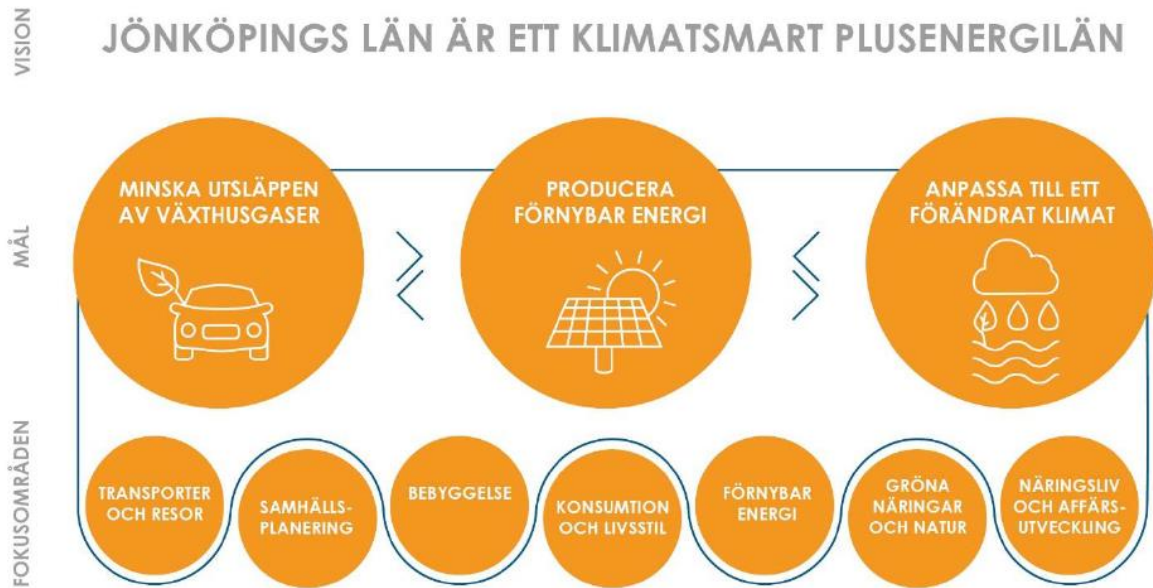 VISION
JÖNKÖPINGS LÄN ÄR ETT KLIMATSMART PLUSENERGILÄN
MÅL
MINSKA UTSLÄPPEN
AV VÄXTHUSGASER
PRODUCERA
FÖRNYBAR ENERGI
ANPASSA TILL ETT
FÖRÄNDRAT KLIMAT
FOKUSOMRÅDEN
TRANSPORTER
OCH RESOR
SAMHÄLLS-
PLANERING
BEBYGGELSE
KONSUMTION
OCH LIVSSTIL
FÖRNYBAR
ENERGI
GRÖNA
NÄRINGAR
OCH NATUR
NÄRINGSLIV
OCH AFFÄRS-
UTVECKLING